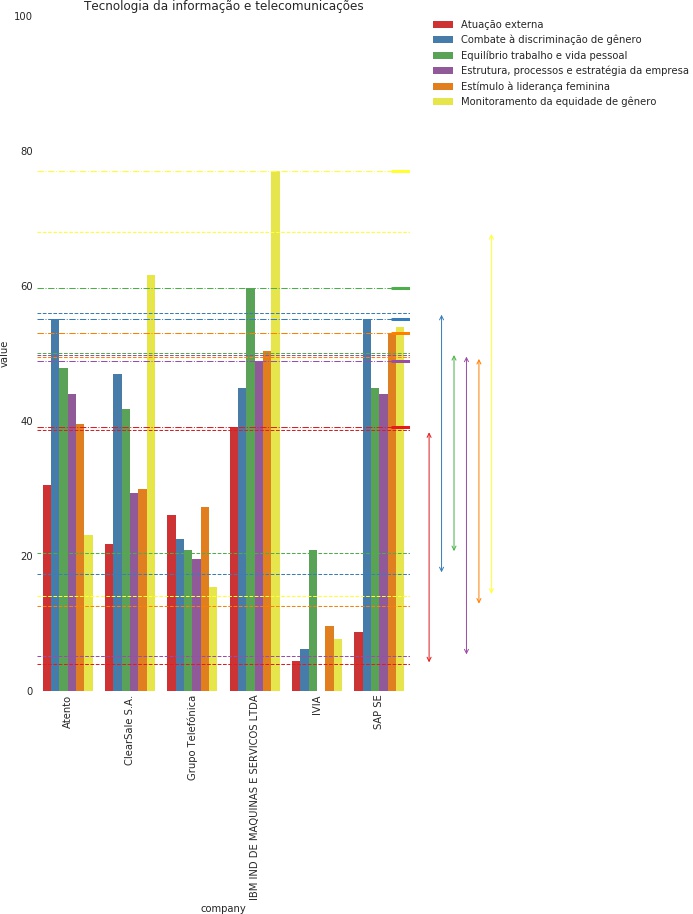 Tecnologia da informação e telecomunicações
Atuação externa
Combate à discriminação de gênero
Equilíbrio trabalho e vida pessoal
Estrutura, processos e estratégia da empresa
Estímulo à liderança feminina
Monitoramento da equidade de gênero
100
80
60
40
20
0
value
Atento
ClearSale S.A.
Grupo Telefónica
IBM IND DE MAQUINAS E SERVICOS LTDA
IVIA
SAP SE
company